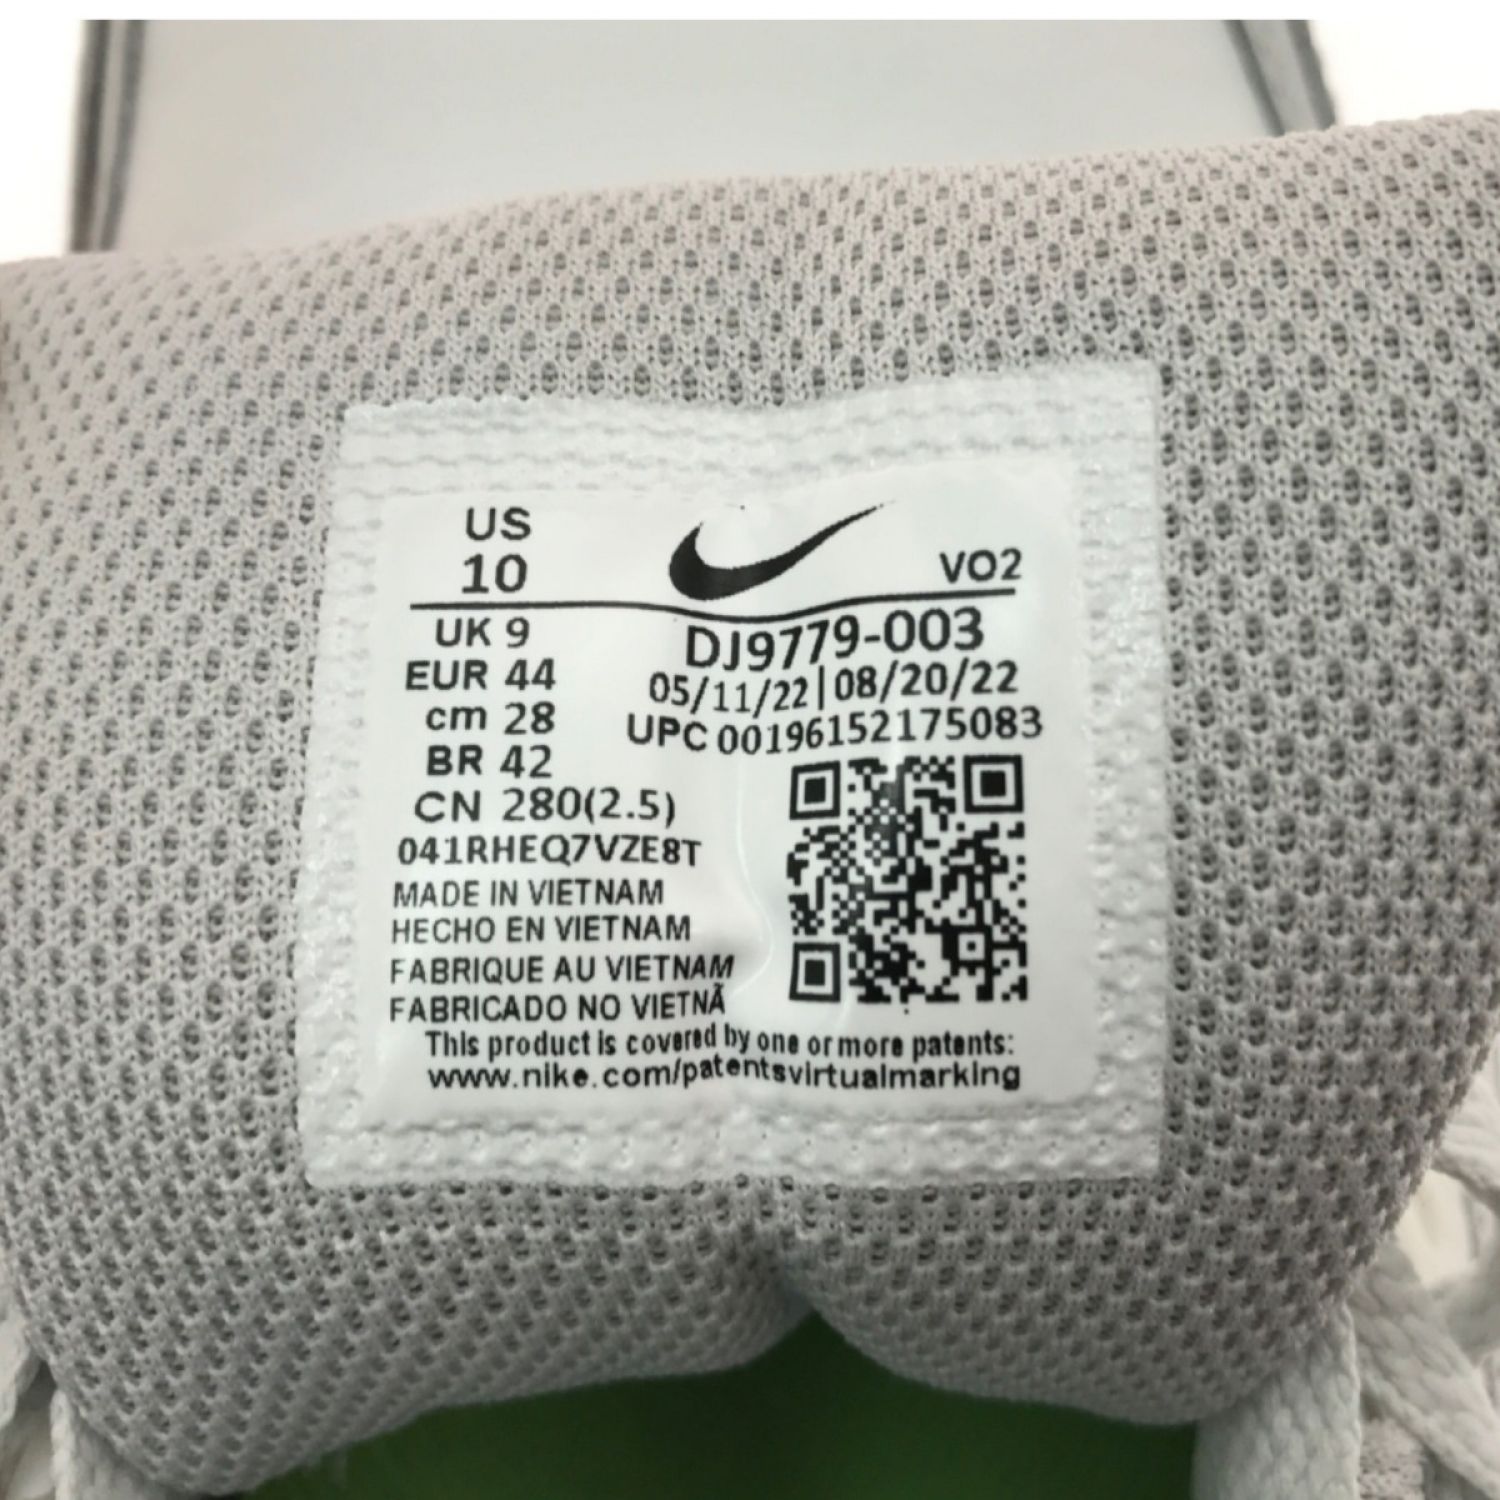 US
10
VO2
UK 9
EUR 44
cm 28
BR 42
CN 280(2.5)
DJ9779-003
05/11/22|08/20/22
UPC 00196152175083
041RHEQ7VZE8T
MADE IN VIETNAM
HECHO EN VIETNAM
FABRIQUE AU VIETNAM
FABRICADO NO VIETNÃ
This product is covered by one or more patents:
www.nike.com/patentsvirtualmarking